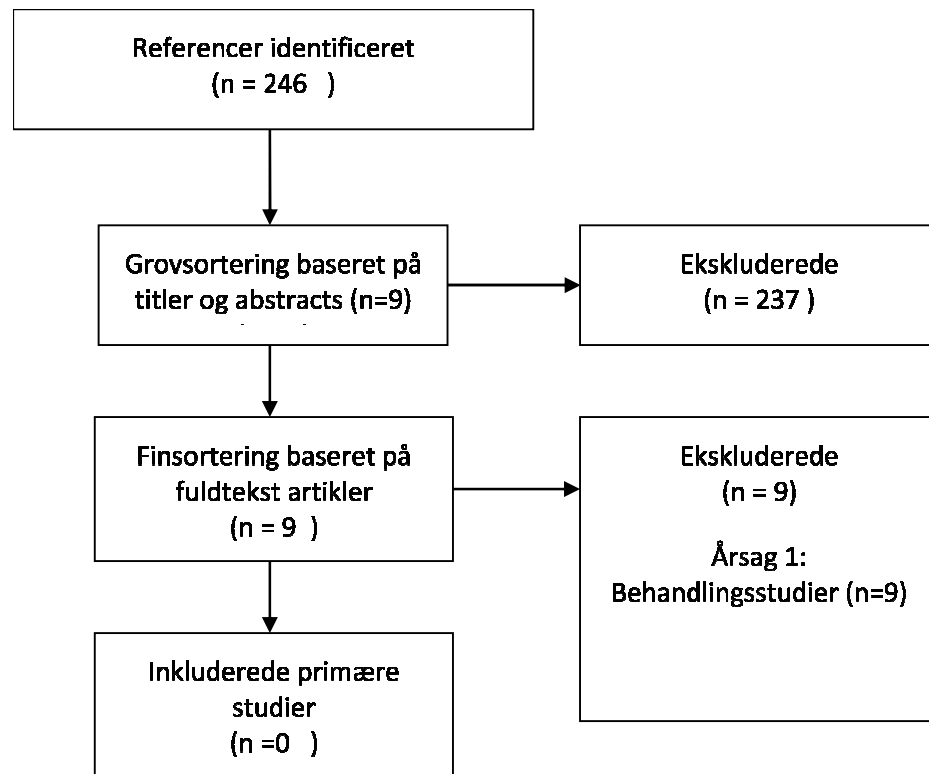 Referencer identificeret
(n = 246   )
Grovsortering baseret på
titler og abstracts (n=9)
Ekskluderede
(n = 237 )
Finsortering baseret på
fuldtekst artikler
(n = 9  )
Ekskluderede
(n = 9)
Årsag 1:
Behandlingsstudier (n=9)
Inkluderede primære
studier
(n =0   )